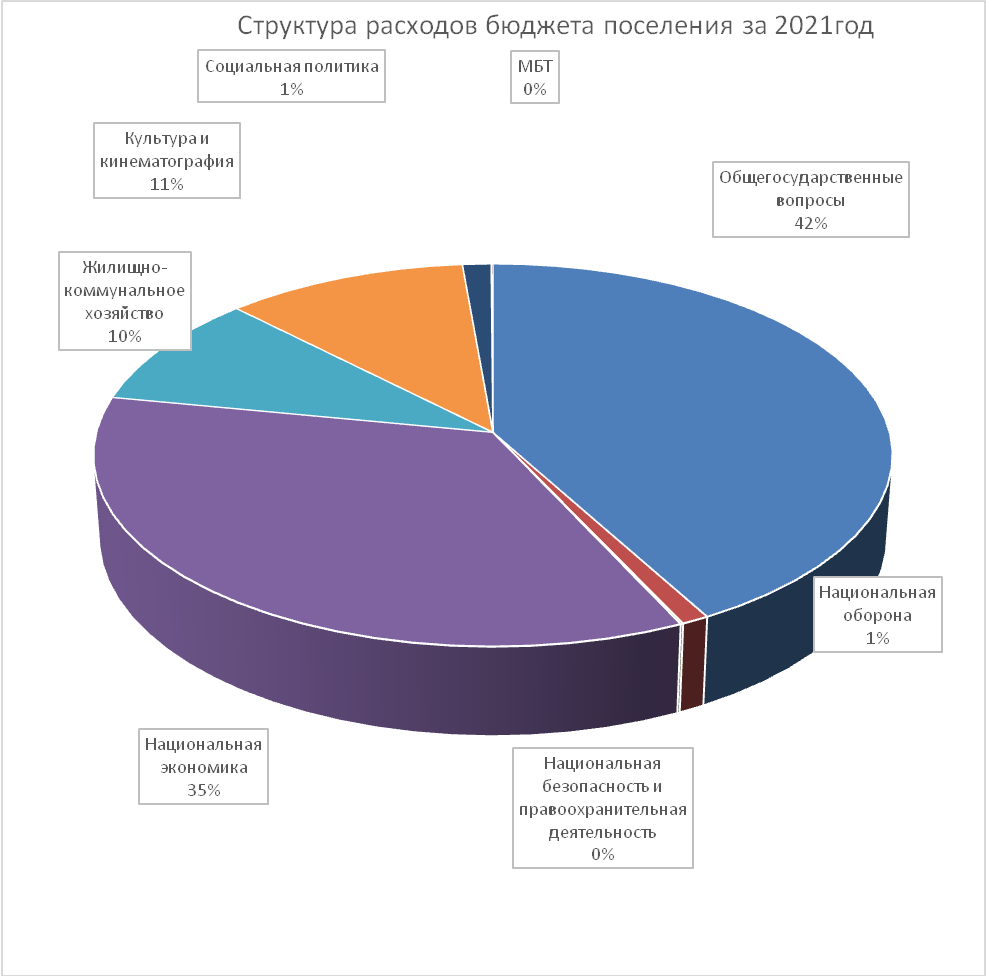 Структура расходов бюджета поселения за 2021год
Социальная политика
1%
МБТ
0%
Культура и
кинематография
11%
Общегосударственные
вопросы
42%
Жилищно-
коммунальное
хозяйство
10%
Национальная
оборона
1%
Национальная
экономика
35%
Национальная
безопасность и
правоохранительная
деятельность
0%